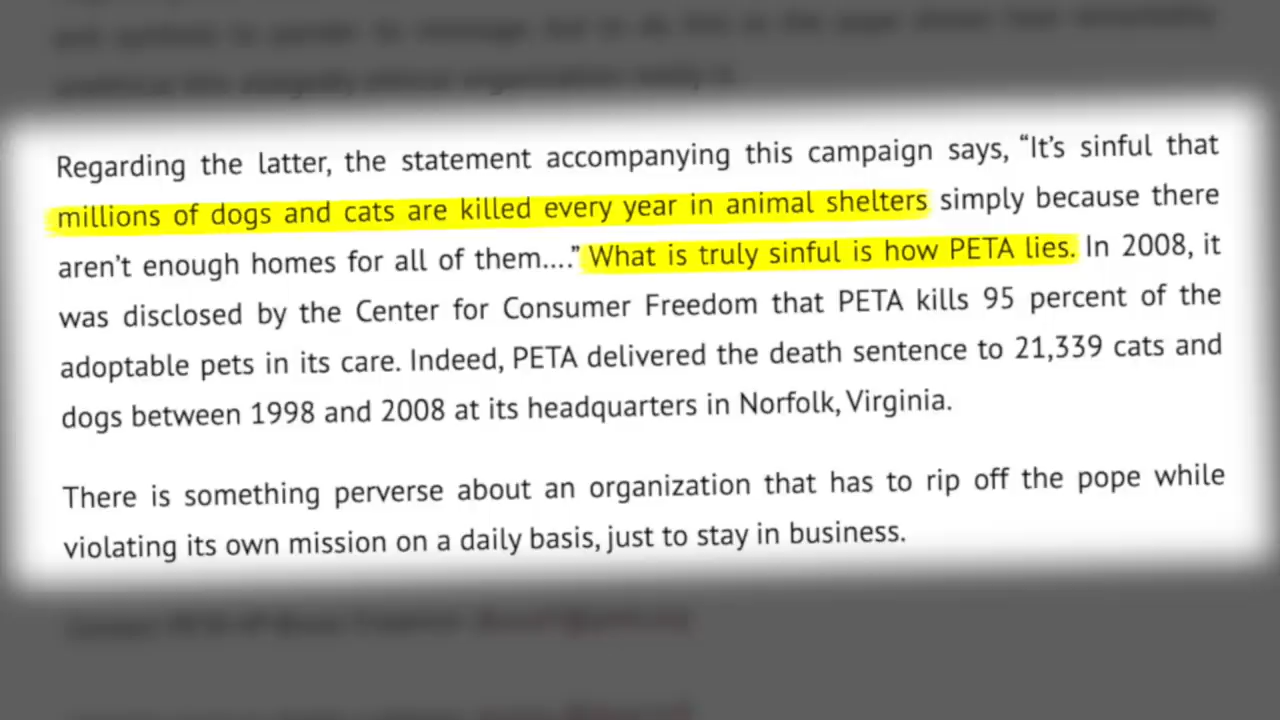 Regarding the latter, the statement accompanying this campaign says, “It’s sinful that
millions of dogs and cats are killed every year in animal shelters simply because there
aren’t enough homes for all of them....” What is truly sinful is how PETA lies. In 2008, it
was disclosed by the Center for Consumer Freedom that PETA kills 95 percent of the
adoptable pets in its care. Indeed, PETA delivered the death sentence to 21,339 cats and
dogs between 1998 and 2008 at its headquarters in Norfolk, Virginia.
There is something perverse about an organization that has to rip off the pope while
violating its own mission on a daily basis, just to stay in business.